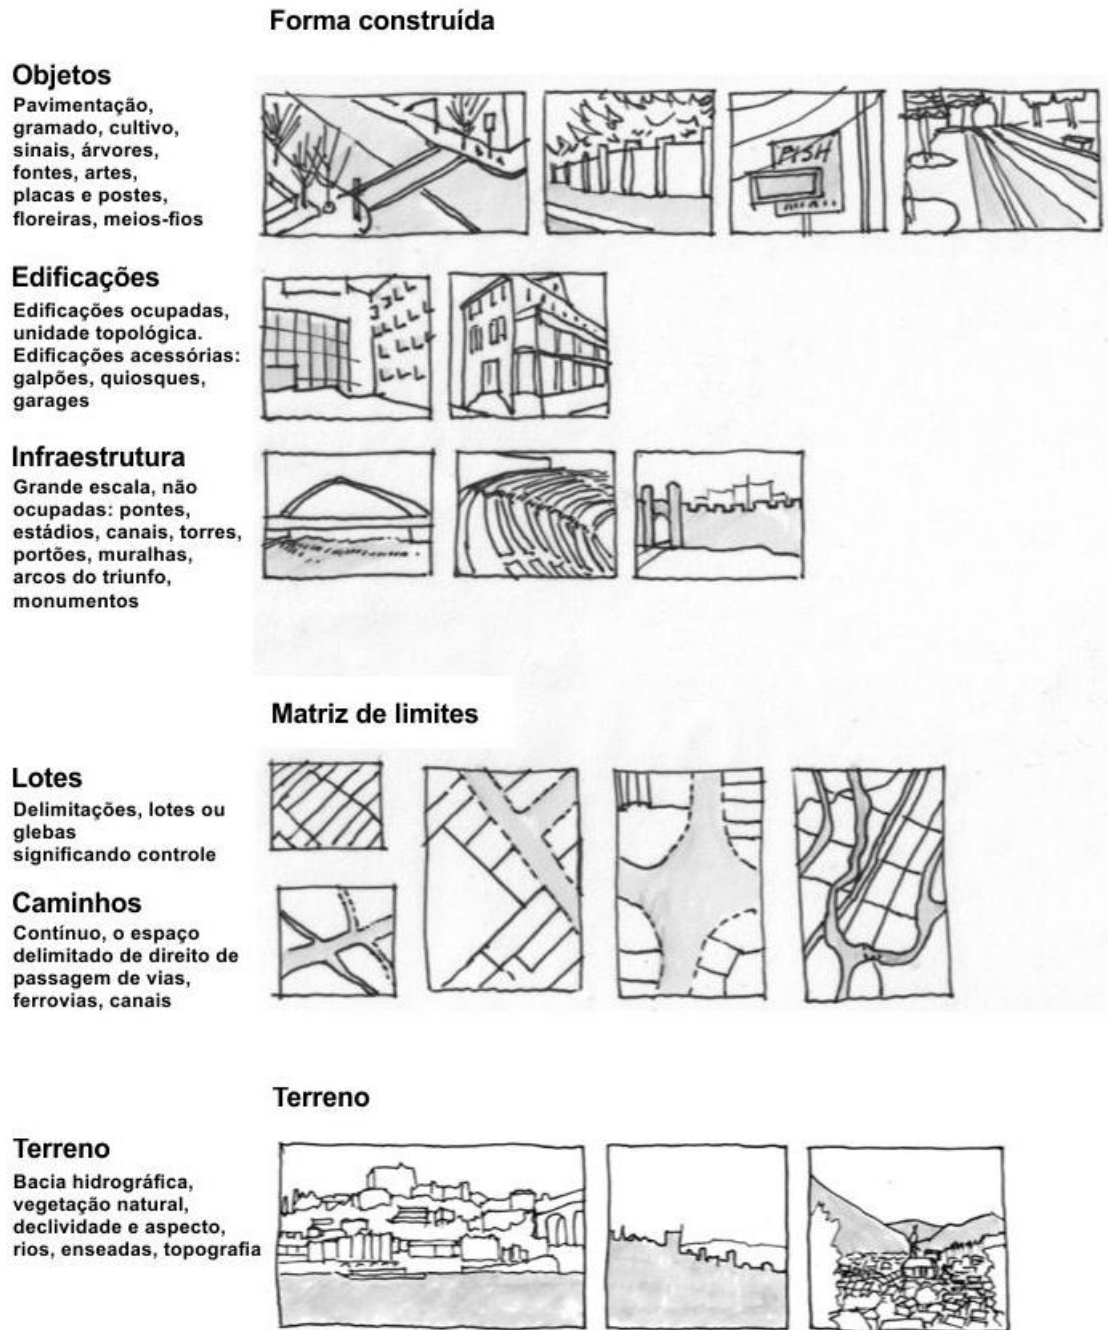 Forma construída
Objetos
Pavimentação,
gramado, cultivo,
sinais, árvores,
fontes, artes,
placas e postes,
floreiras, meios-fios
FISH
Edificações
Edificações ocupadas,
unidade topológica.
Edificações acessórias:
galpões, quiosques,
garages
Infraestrutura
Grande escala, não
ocupadas: pontes,
estádios, canais, torres,
portões, muralhas,
arcos do triunfo,
monumentos
Matriz de limites
Lotes
Delimitações, lotes ou
glebas
significando controle
Caminhos
Contínuo, o espaço
delimitado de direito de
passagem de vias,
ferrovias, canais
Terreno
Terreno
Bacia hidrográfica,
vegetação natural,
declividade e aspecto,
rios, enseadas, topografia